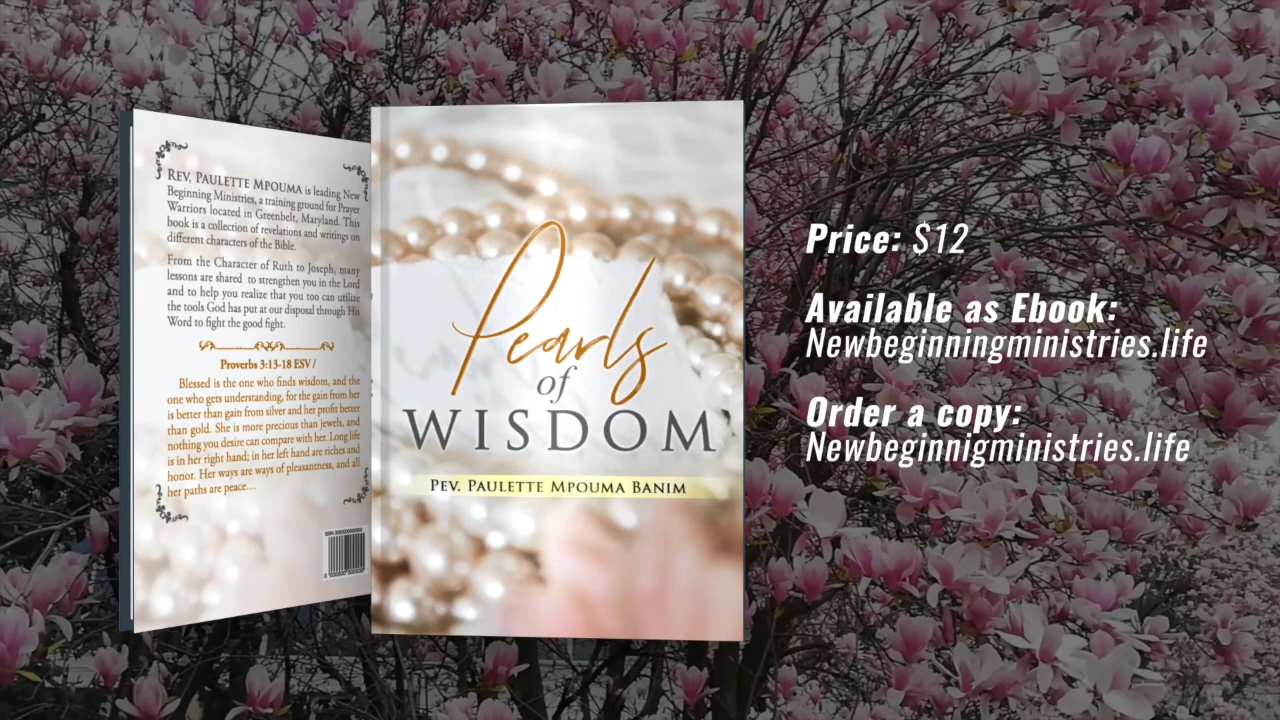 REV. PAULETTE MPOUMA is leading New
Beginning Ministries, a training ground for Prayer
Warriors located in Greenbelt, Maryland. This
book is a collection of revelations and writings on
different characters of the Bible.
From the Character of Ruth to Joseph, many
lessons are shared to strengthen you in the Lord
and to help you realize that you too can utilize
the tools God has put at our disposal through His
Word to fight the good fight.
Proverbs 3:13-18 ESV /
Blessed is the one who finds wisdom, and the
one who gets understanding, for the gain from her
is better than gain from silver and her profit better
than gold. She is more precious than jewels, and
nothing you desire can compare with her. Long life
is in her right hand; in her left hand are riches and
honor. Her ways are ways of pleasantness, and all
her paths are peace....
Pearls
of
WISDOM
PEV. PAULETTE MPOUMA BANIM
Price: $12
Available as Ebook:
Newbeginningministries.life
Order a copy:
Newbeginnigministries.life